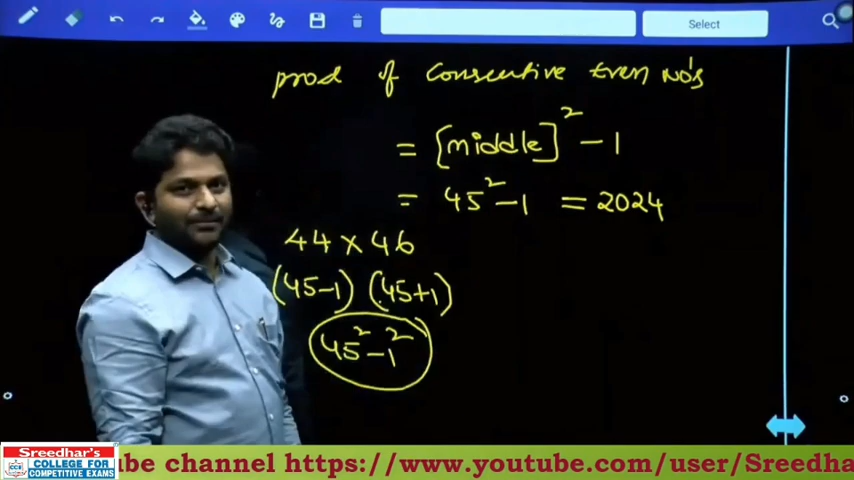 Select
prod of Consecutive Even No's
= [middle]² - 1
= 45² - 1 = 2024
44 × 46
(45-1) (45+1)
45² - 1²
Sreedhar's
CCE
COLLEGE FOR
COMPETITIVE EXAMS
be channel https://www.youtube.com/user/Sreedha